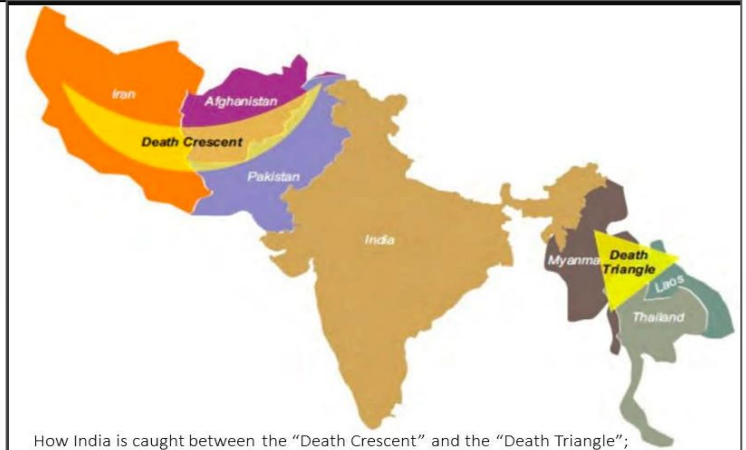 Iran
Afghanistan
Death Crescent
Pakistan
India
Myanma
Death
Triangle
Laos
Thailand
How India is caught between the “Death Crescent” and the “Death Triangle”;